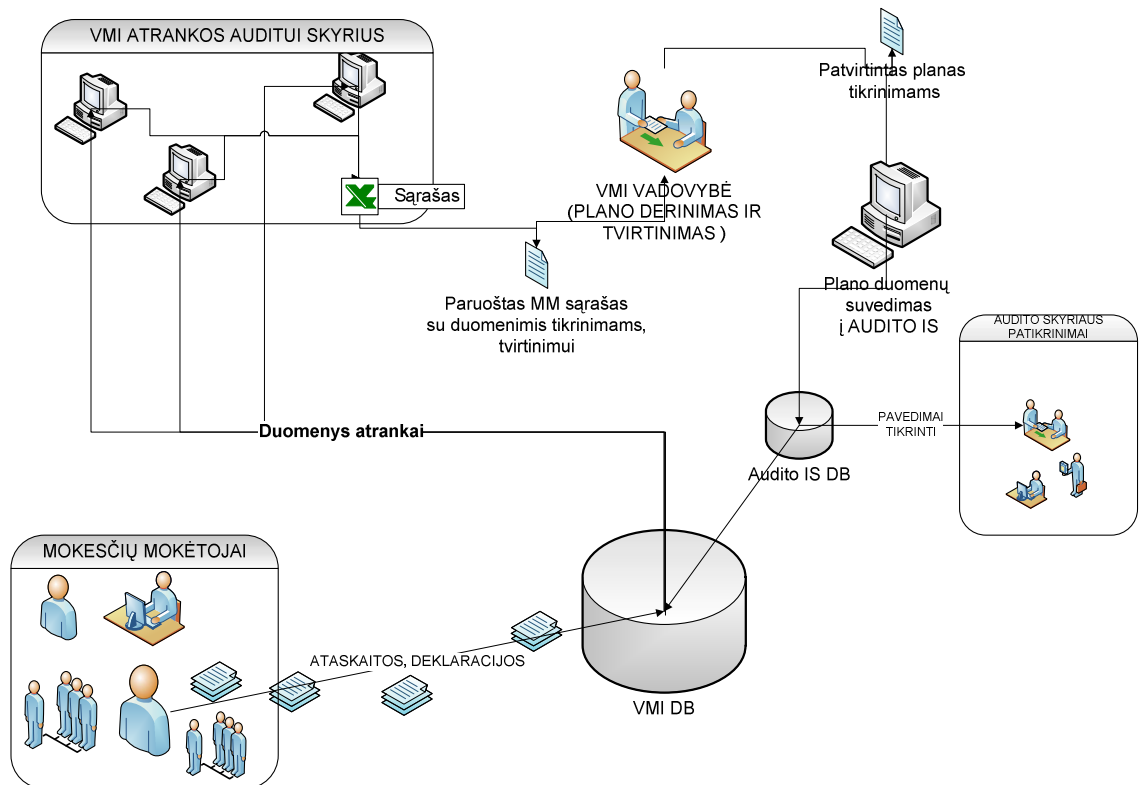 VMI ATRANKOS AUDITUI SKYRIUS
Sąrašas
Patvirtintas planas
tikrinimams
VMI VADOVYBĖ
(PLANO DERINIMAS IR
TVIRTINIMAS )
Paruoštas MM sąrašas
su duomenimis tikrinimams,
tvirtinimui
Plano duomenų
suvedimas
į AUDITO IS
AUDITO SKYRIAUS
PATIKRINIMAI
PAVEDIMAI
TIKRINTI
Duomenys atrankai
Audito IS DB
MOKESČIŲ MOKĖTOJAI
ATASKAITOS, DEKLARACIJOS
VMI DB